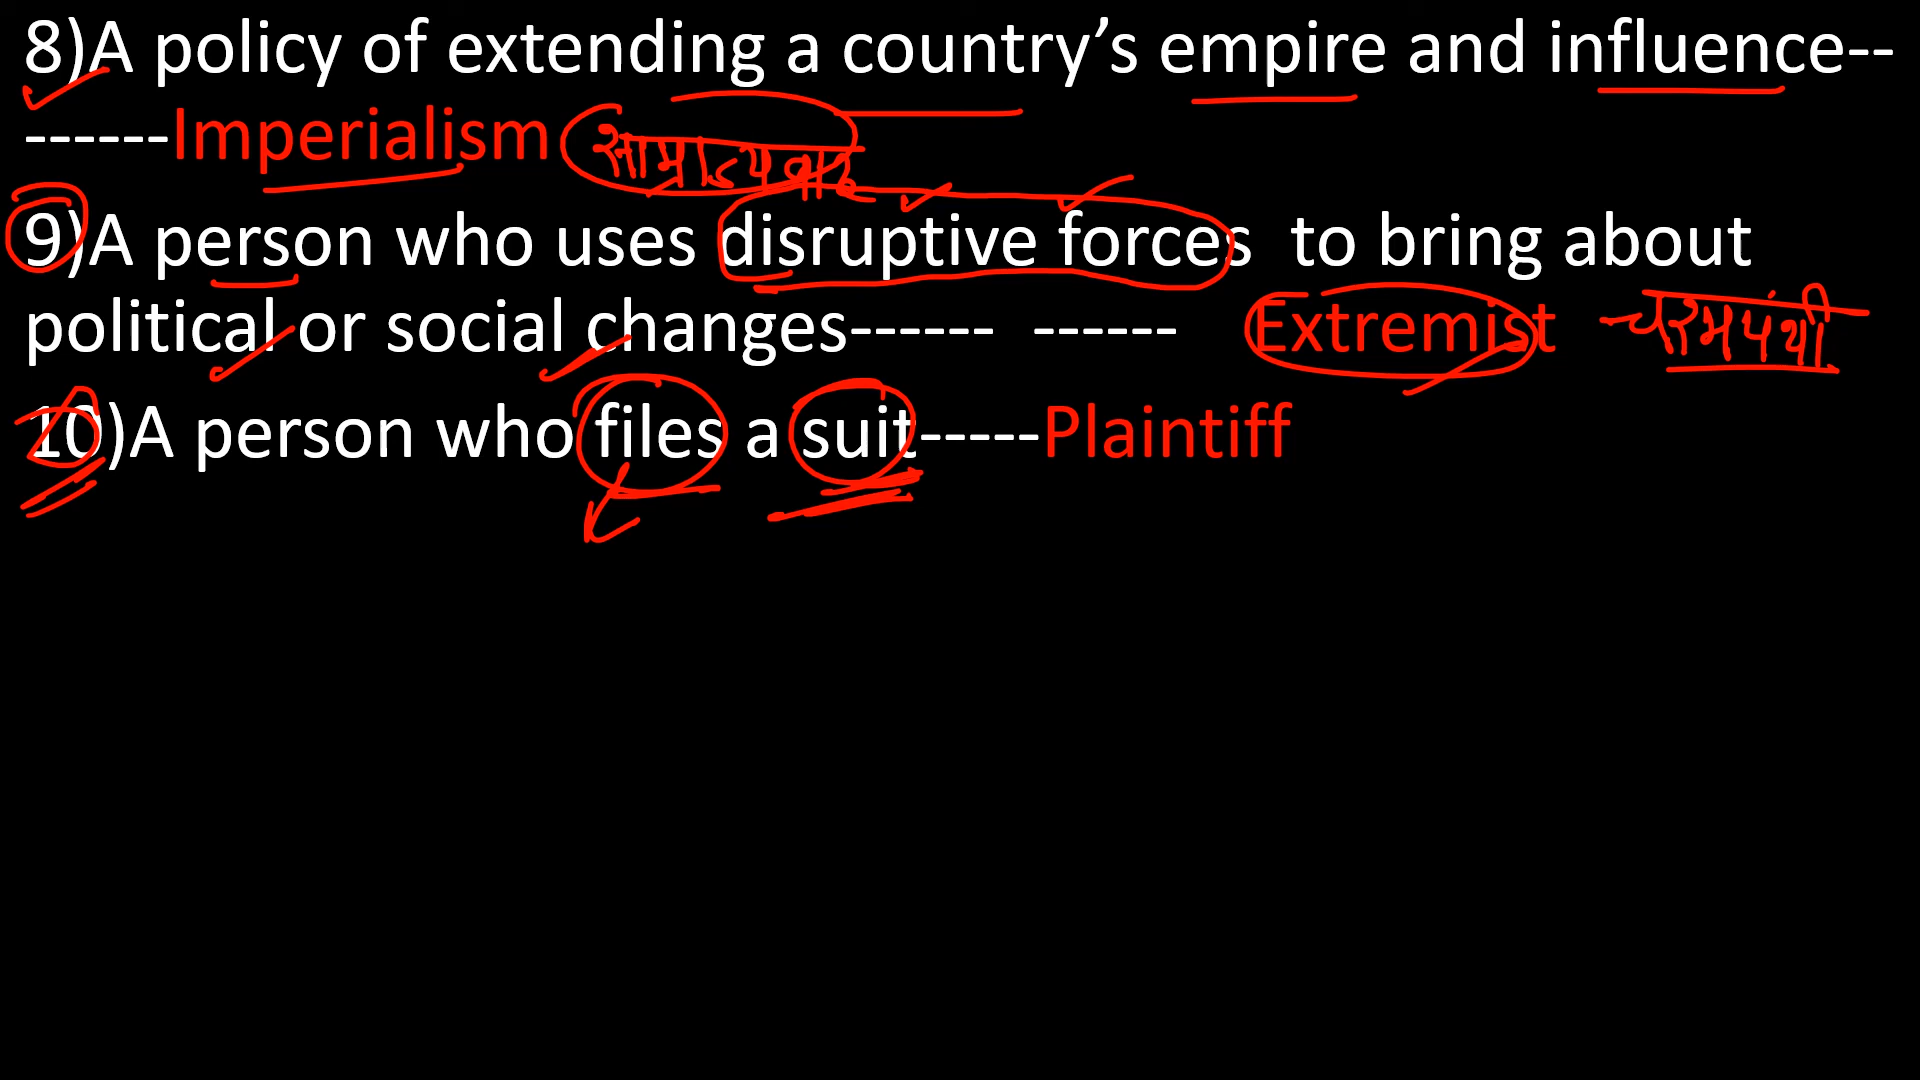 8)A policy of extending a country’s empire and influence--
------Imperialism साम्राज्यवाद
9)A person who uses disruptive forces to bring about
political or social changes------ ------ Extremist चरमपंथी
10)A person who files a suit-----Plaintiff